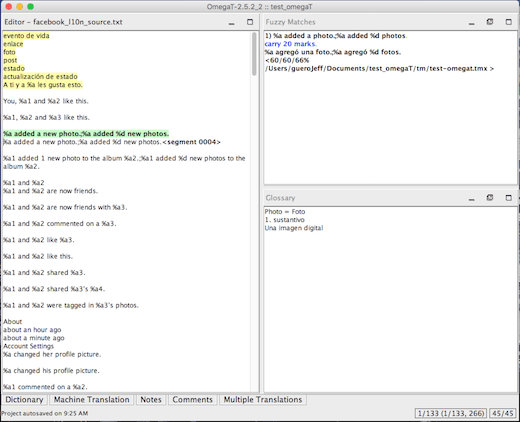 OmegaT-2.5.2_2 :: test_omegaT
Editor - facebook_l10n_source.txt
evento de vida
enlace
foto
post
estado
actualización de estado
A ti y a %a les gusta esto.
You, %a1 and %a2 like this.
%a1, %a2 and %a3 like this.
%a added a new photo.;%a added %d new photos.
%a added a new photo.;%a added %d new photos.<segment 0004>
%a1 added 1 new photo to the album %a2.;%a1 added %d new photos to the
album %a2.
%a1 and %a2
%a1 and %a2 are now friends.
%a1 and %a2 are now friends with %a3.
%a1 and %a2 commented on a %a3.
%a1 and %a2 like %a3.
%a1 and %a2 like this.
%a1 and %a2 shared %a3.
%a1 and %a2 shared %a3's %a4.
%a1 and %a2 were tagged in %a3's photos.
About
about an hour ago
about a minute ago
Account Settings
%a changed her profile picture.
%a changed his profile picture.
%a1 commented on a %a2.
Fuzzy Matches
1) %a added a photo.;%a added %d photos.
carry 20 marks.
%a agregó una foto.;%a agregó %d fotos.
<60/60/66%
/Users/gueroJeff/Documents/test_omegaT/tm/test-omegat.tmx >
Glossary
Photo = Foto
1. sustantivo
Una imagen digital
Dictionary
Machine Translation
Notes
Comments
Multiple Translations
Project autosaved on 9:25 AM
1/133 (1/133, 266)
45/45